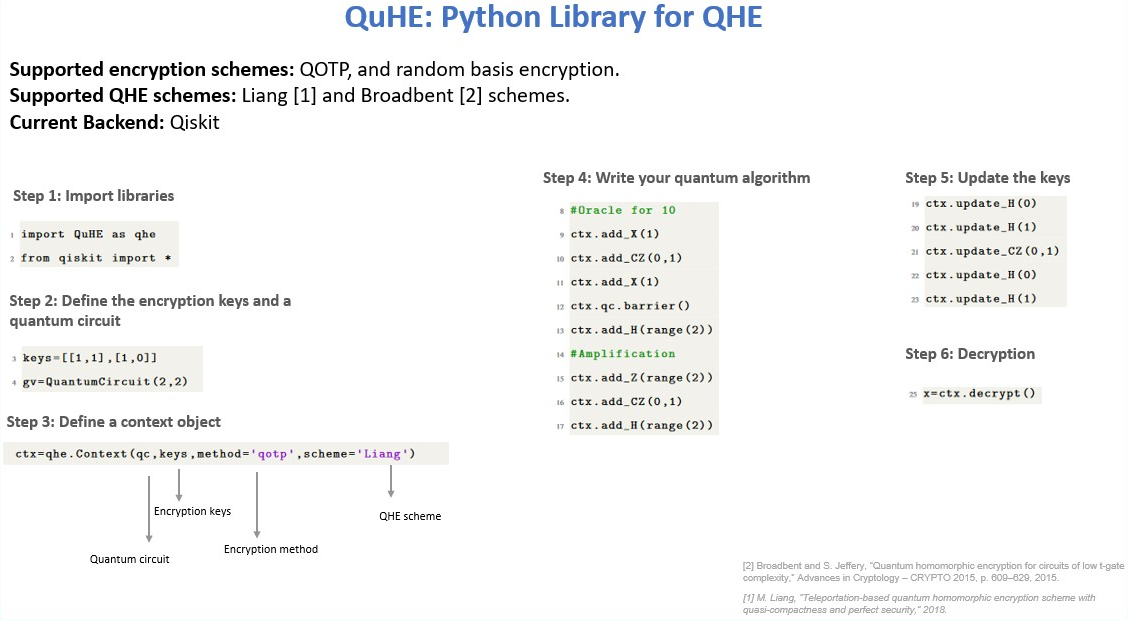 QuHE: Python Library for QHE
Supported encryption schemes: QOTP, and random basis encryption.
Supported QHE schemes: Liang [1] and Broadbent [2] schemes.
Current Backend: Qiskit
Step 1: Import libraries
1 import QuHE as qhe
2 from qiskit import *
Step 2: Define the encryption keys and a
quantum circuit
3 keys=[[1,1],[1,0]]
4 gv=QuantumCircuit(2,2)
Step 3: Define a context object
ctx=qhe.Context(qc,keys,method='qotp',scheme='Liang')
Encryption keys
QHE scheme
Encryption method
Quantum circuit
Step 4: Write your quantum algorithm
8 #Oracle for 10
9 ctx.add_X(1)
10 ctx.add_CZ(0,1)
11 ctx.add_X(1)
12 ctx.qc.barrier()
13 ctx.add_H(range(2))
14 #Amplification
15 ctx.add_Z(range(2))
16 ctx.add_CZ(0,1)
17 ctx.add_H(range(2))
Step 5: Update the keys
19 ctx.update_H(0)
20 ctx.update_H(1)
21 ctx.update_CZ(0,1)
22 ctx.update_H(0)
23 ctx.update_H(1)
Step 6: Decryption
25 x=ctx.decrypt()
[2] Broadbent and S. Jeffery, "Quantum homomorphic encryption for circuits of low t-gate
complexity," Advances in Cryptology – CRYPTO 2015, p. 609–629, 2015.
[1] M. Liang, "Teleportation-based quantum homomorphic encryption scheme with
quasi-compactness and perfect security," 2018.